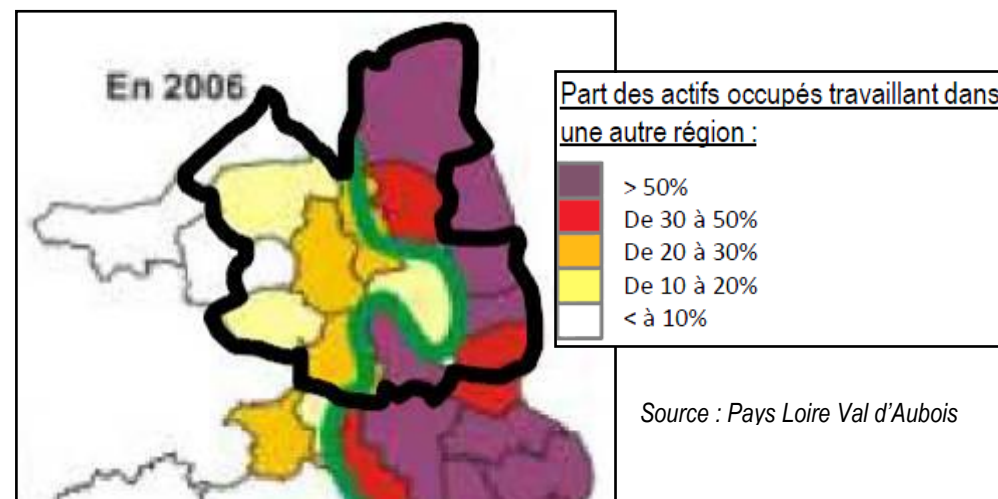 En 2006
Part des actifs occupés travaillant dans
une autre région :
> 50%
De 30 à 50%
De 20 à 30%
De 10 à 20%
< à 10%
Source : Pays Loire Val d'Aubois